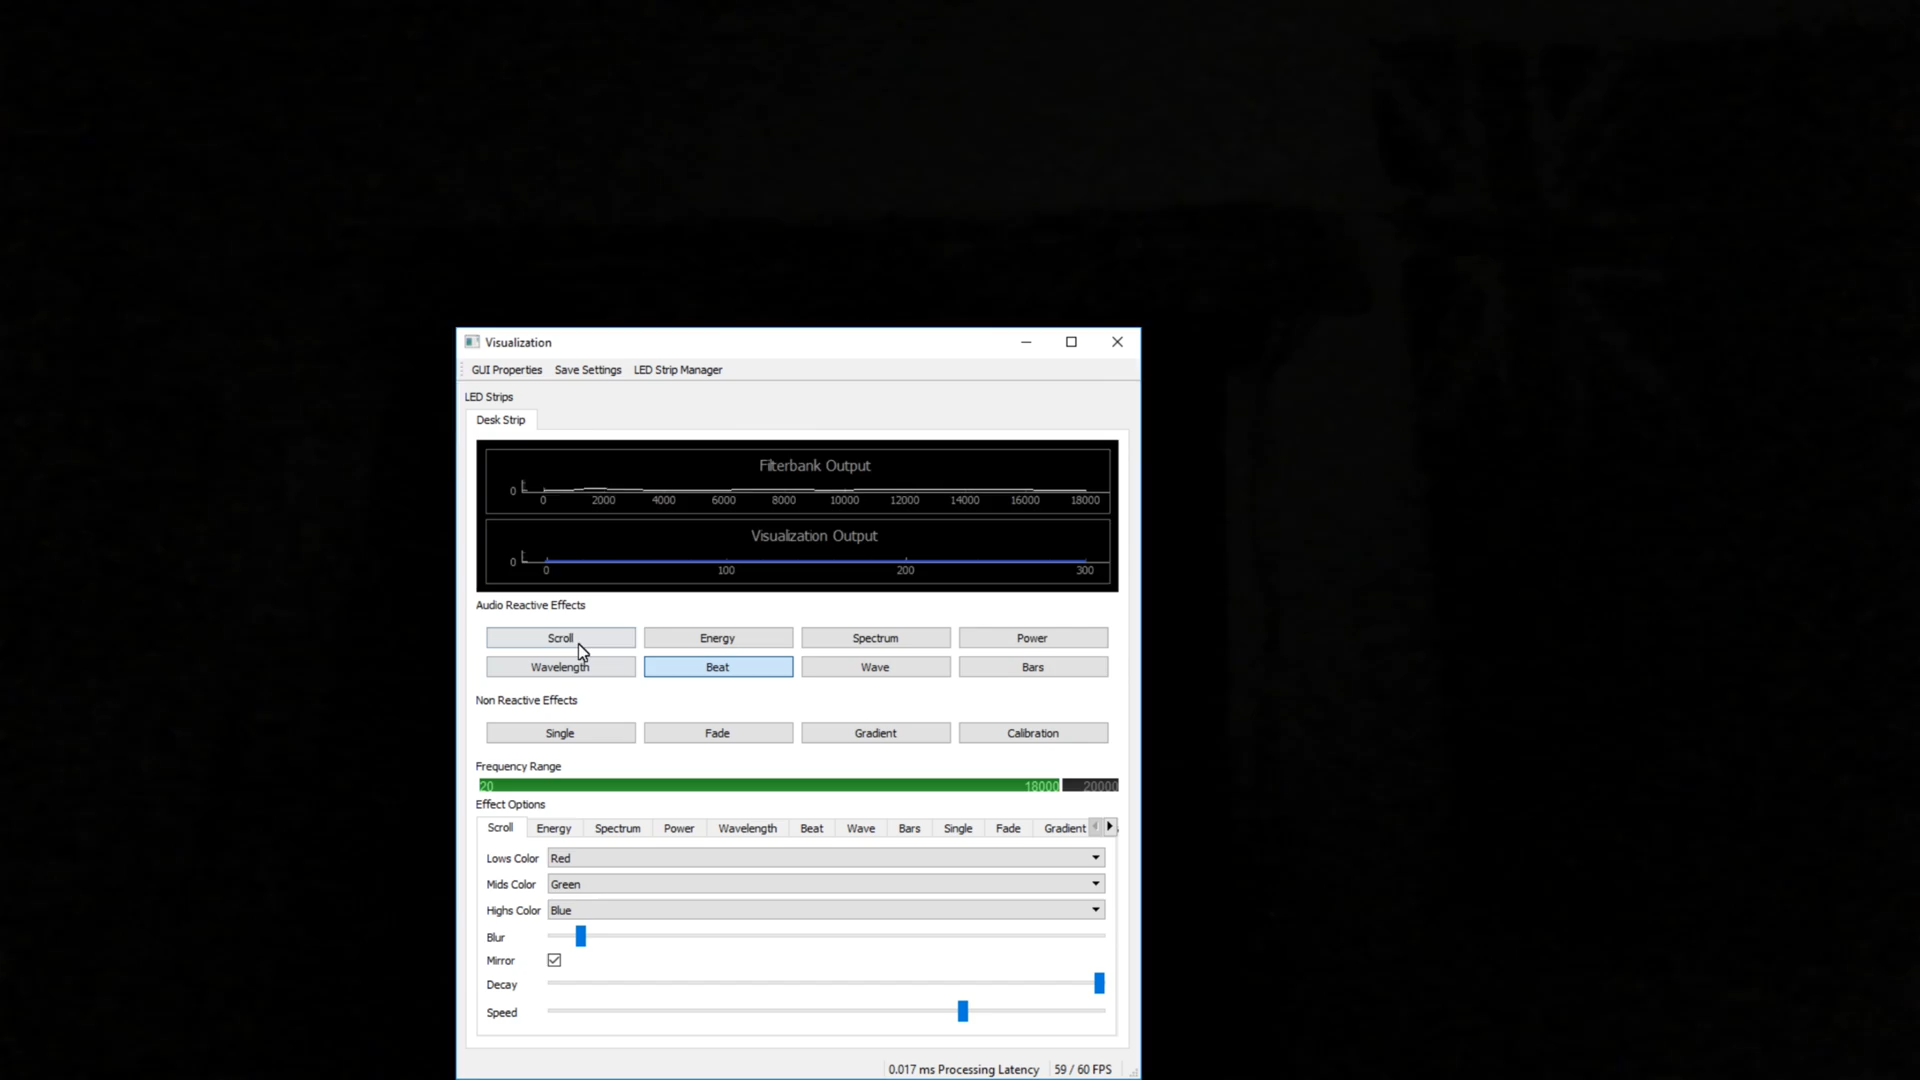 Visualization
GUI Properties Save Settings LED Strip Manager
LED Strips
Desk Strip
Filterbank Output
0
0 2000 4000 6000 8000 10000 12000 14000 16000 18000
Visualization Output
0
0 100 200 300
Audio Reactive Effects
Scroll Energy Spectrum Power
Wavelength Beat Wave Bars
Non Reactive Effects
Single Fade Gradient Calibration
Frequency Range
20 18000 20000
Effect Options
Scroll Energy Spectrum Power Wavelength Beat Wave Bars Single Fade Gradient
Lows Color Red
Mids Color Green
Highs Color Blue
Blur
Mirror
Decay
Speed
0.017 ms Processing Latency 59 / 60 FPS